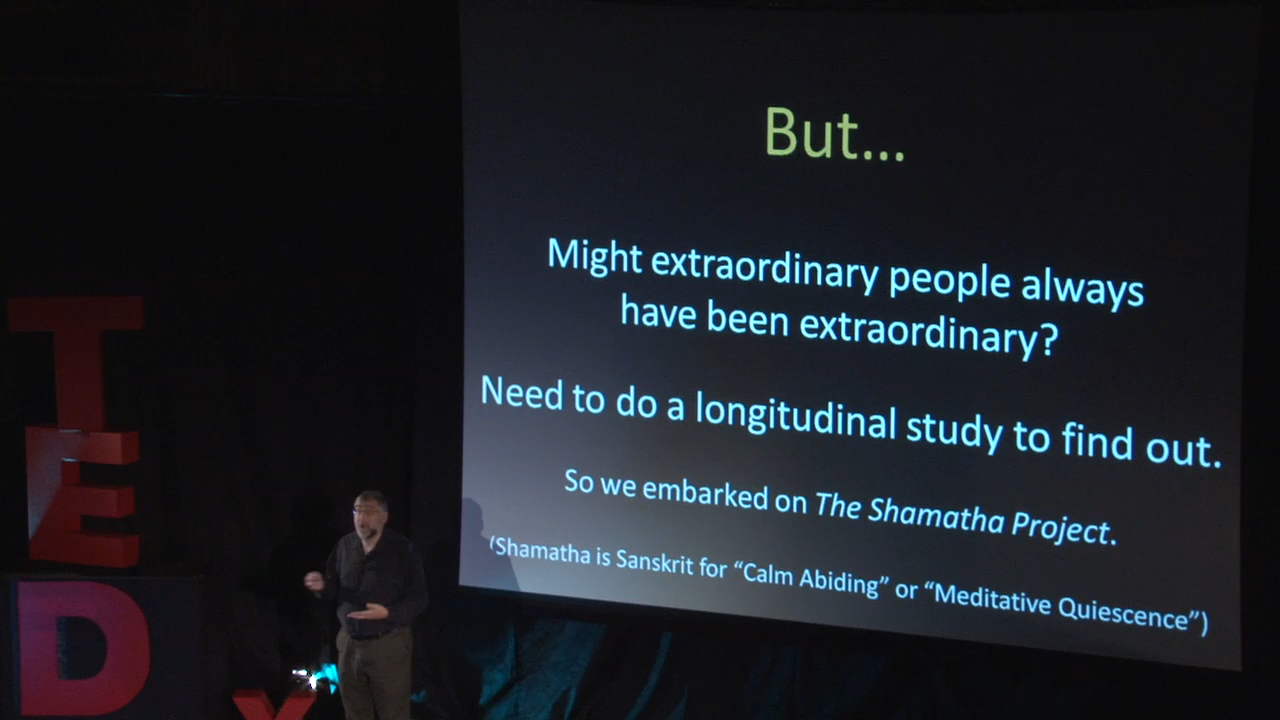 But...
Might extraordinary people always
have been extraordinary?
Need to do a longitudinal study to find out.
So we embarked on The Shamatha Project.
(Shamatha is Sanskrit for “Calm Abiding” or “Meditative Quiescence”)
T
E
D
x